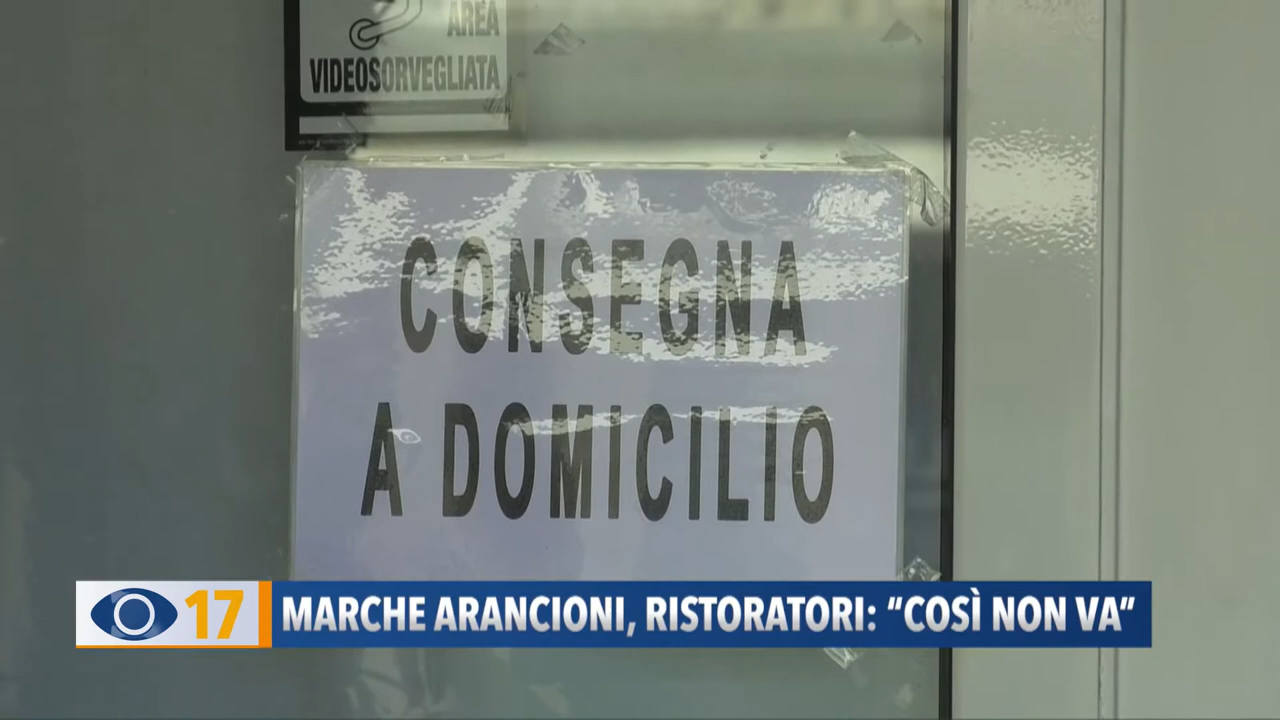 AREA
VIDEOSORVEGLIATA
CONSEGNA
A DOMICILIO
17 MARCHE ARANCIONI, RISTORATORI: “COSÌ NON VA”